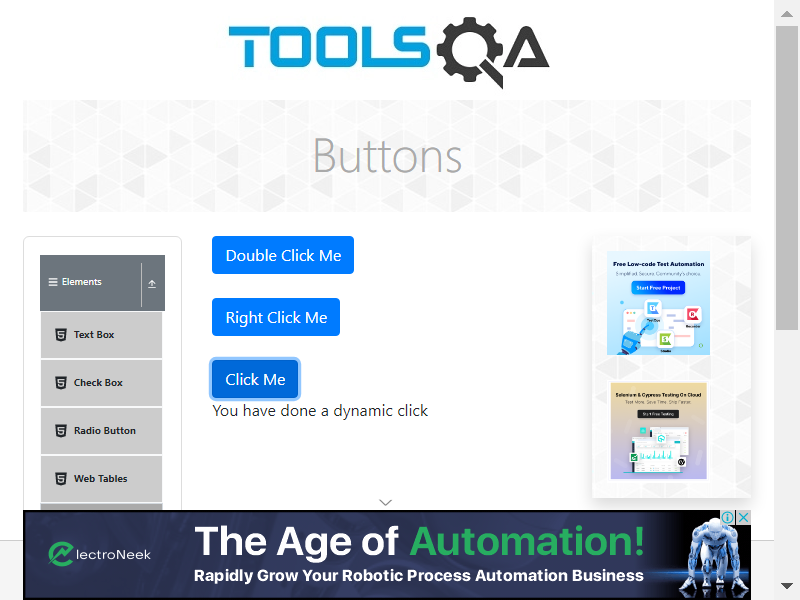 TOOLSQA
Buttons
Elements
Text Box
Check Box
Radio Button
Web Tables
Double Click Me
Right Click Me
Click Me
You have done a dynamic click
Free Low-code Test Automation
Simplified. Secure. Community's choice.
Start Free Project
Selenium & Cypress Testing On Cloud
Test More, Save Time, Ship Faster
Start Free Testing
electroNeek
The Age of Automation!
Rapidly Grow Your Robotic Process Automation Business